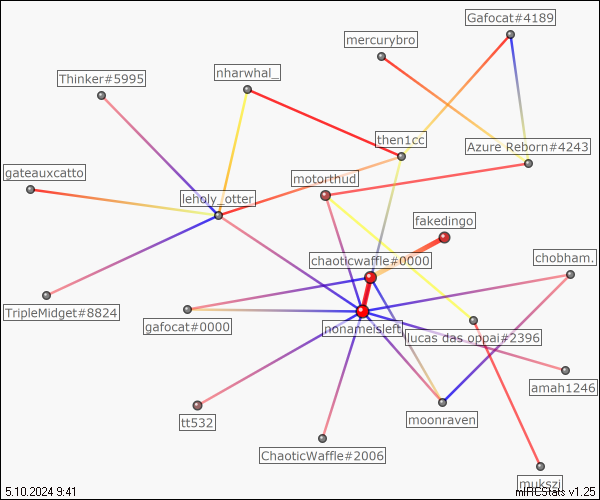 Gafocat#4189
mercurybro
Thinker#5995
nharwhal_
then1cc
Azure Reborn#4243
gateauxcatto
motorthud
leholy_otter
fakedingo
chaoticwaffle#0000
chobham.
TripleMidget#8824
gafocat#0000
nonameisleft
lucas das oppai#2396
amah1246
tt532
moonraven
ChaoticWaffle#2006
mukszi
5.10.2024 9:41
mIRCStats v1.25